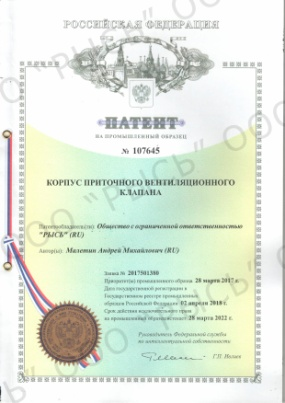 РОССИЙСКАЯ ФЕДЕРАЦИЯ
ПАТЕНТ
НА ПРОМЫШЛЕННЫЙ ОБРАЗЕЦ
№ 107645
КОРПУС ПРИТОЧНОГО ВЕНТИЛЯЦИОННОГО
КЛАПАНА
Патентообладатель(и): Общество с ограниченной ответственностью
"РЫСЬ" (RU)
Автор(ы): Андрей Михайлович (RU)
Заявка № 2017501308
Приоритет промышленного образца 28 марта 2017 г.
Дата государственной регистрации в
Государственном реестре промышленных
образцов Российской Федерации 02 апреля 2018 г.
Срок действия исключительного права
на промышленный образец истекает 28 марта 2022 г.
Руководитель Федеральной службы
по интеллектуальной собственности
Г.П. Ивлиев
ООО "РЫСЬ" ООО